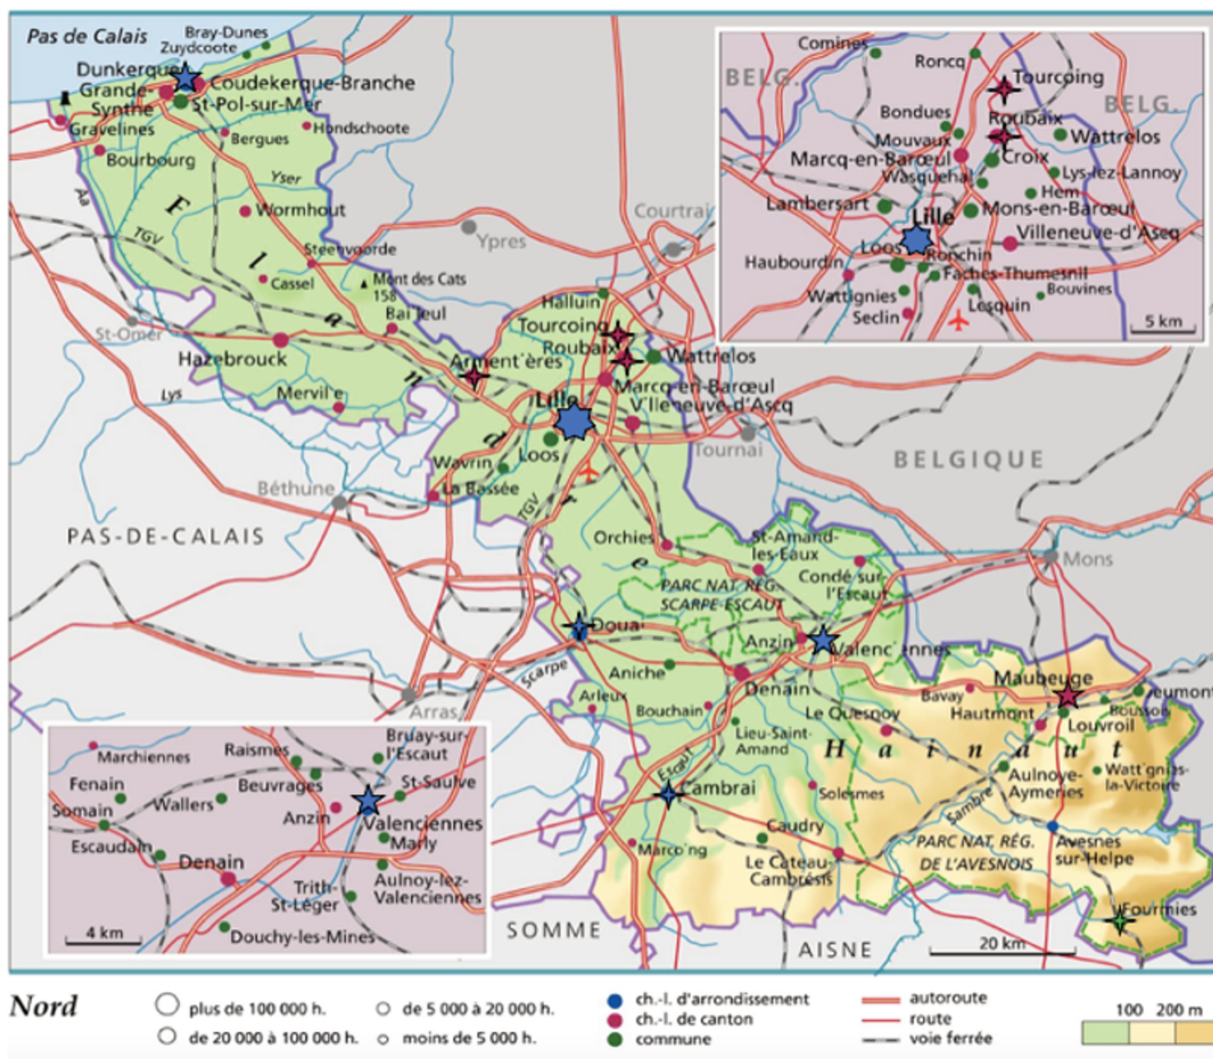 Pas de Calais
Bray-Dunes
Zuydcoote
Dunkerque
Coudekerque-Branche
Grande-
Synthe
St-Pol-sur-Mer
Gravelines
Bergues
Hondschoote
Bourbourg
Aa
Yser
Wormhout
TGV
Steenvoorde
Cassel
Mont des Cats
158
Bailleul
St-Omer
Hazebrouck
Lys
Merville
Flandre
Ypres
Courtrai
Halluin
Tourcoing
Roubaix
Wattrelos
Armentières
Marcq-en-Barœul
Lille
Villeneuve-d'Ascq
Loos
Wavrin
La Bassée
TGV
Tournai
BELGIQUE
Béthune
PAS-DE-CALAIS
Orchies
St-Amand-
les-Eaux
Condé sur
l'Escaut
PARC NAT. RÉG.
SCARPE-ESCAUT
Mons
Douai
Anzin
Valenciennes
Scarpe
Aniche
Denain
Arleux
Bouchain
Arras
Lieu-Saint-
Amand
Escaut
Le Quesnoy
Bavay
Maubeuge
Hautmont
Boussois
Jeumont
Louvroil
Hainaut
Aulnoye-
Aymeries
Wattignies-
la-Victoire
Cambrai
Solesmes
Sambre
Caudry
Marcoing
Le Cateau-
Cambrésis
PARC NAT. RÉG.
DE L'AVESNOIS
Avesnes
sur-Helpe
Fourmies
SOMME
AISNE
20 km
Comines
Roncq
Tourcoing
BELG.
BELG.
Bondues
Roubaix
Mouvaux
Wattrelos
Marcq-en-Barœul
Croix
Wasquehal
Lys-lez-Lannoy
Hem
Lambersart
Mons-en-Barœul
Lille
Villeneuve-d'Ascq
Loos
Ronchin
Haubourdin
Faches-Thumesnil
Wattignies
Bouvines
Lesquin
Seclin
5 km
Marchiennes
Raismes
Bruay-sur-
l'Escaut
Fenain
Beuvrages
St-Saulve
Somain
Wallers
Anzin
Valenciennes
Escaudain
Marly
Denain
Trith-
St-Léger
Aulnoy-lez-
Valenciennes
Douchy-les-Mines
4 km
Nord
plus de 100 000 h.
de 20 000 à 100 000 h.
de 5 000 à 20 000 h.
moins de 5 000 h.
ch.-l. d'arrondissement
ch.-l. de canton
commune
autoroute
route
voie ferrée
100 200 m